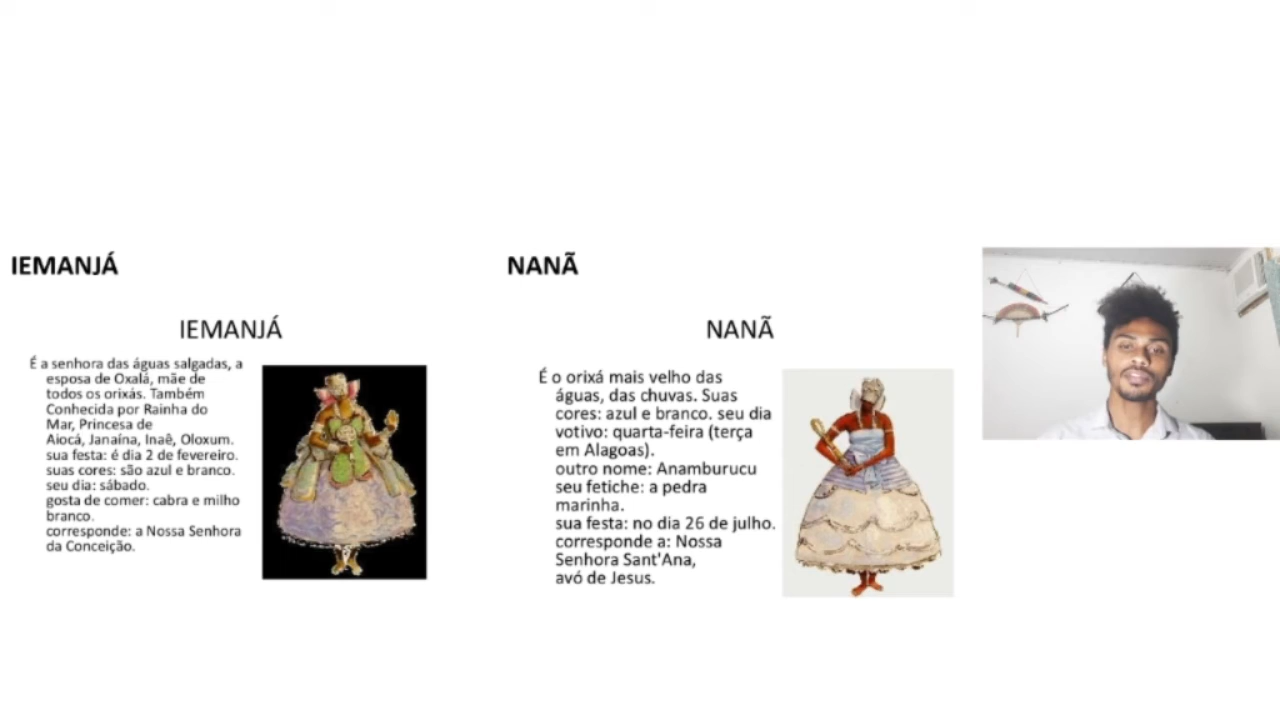 IEMANJÁ
IEMANJÁ
É a senhora das águas salgadas, a
esposa de Oxalá, mãe de
todos os orixás. Também
Conhecida por Rainha do
Mar, Princesa de
Aiocá, Janaína, Inaê, Oloxum.
sua festa: é dia 2 de fevereiro.
suas cores: são azul e branco.
seu dia: sábado.
gosta de comer: cabra e milho
branco.
corresponde: a Nossa Senhora
da Conceição.
NANÃ
NANÃ
É o orixá mais velho das
águas, das chuvas. Suas
cores: azul e branco. seu dia
votivo: quarta-feira (terça
em Alagoas).
outro nome: Anamburucu
seu fetiche: a pedra
marinha.
sua festa: no dia 26 de julho.
corresponde a: Nossa
Senhora Sant'Ana,
avó de Jesus.